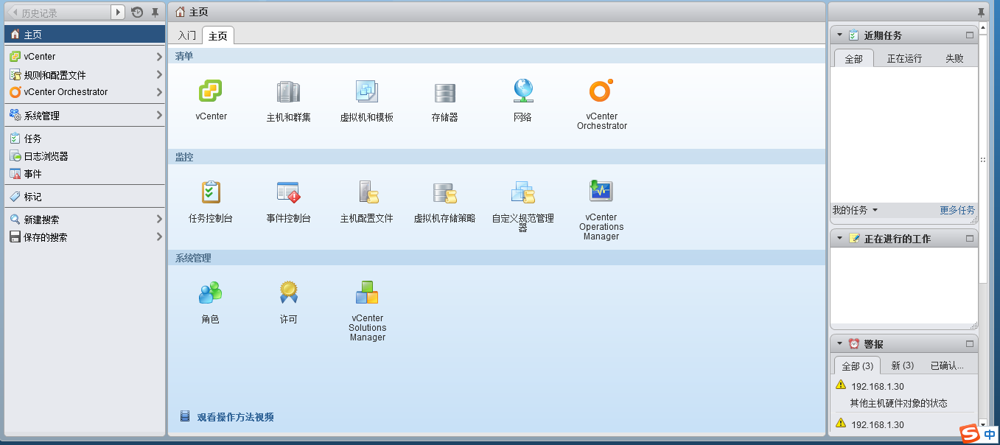 历史记录
主页
vCenter
规则和配置文件
vCenter Orchestrator
系统管理
任务
日志浏览器
事件
标记
新建搜索
保存的搜索
主页
入门
主页
清单
vCenter
主机和群集
虚拟机和模板
存储器
网络
vCenter
Orchestrator
监控
任务控制台
事件控制台
主机配置文件
虚拟机存储策略
自定义规范管理
器
vCenter
Operations
Manager
系统管理
角色
许可
vCenter
Solutions
Manager
观看操作方法视频
近期任务
全部
正在运行
失败
我的任务
更多任务
正在进行的工作
警报
全部 (3)
新 (3)
已确认...
192.168.1.30
其他主机硬件对象的状态
192.168.1.30
S 中